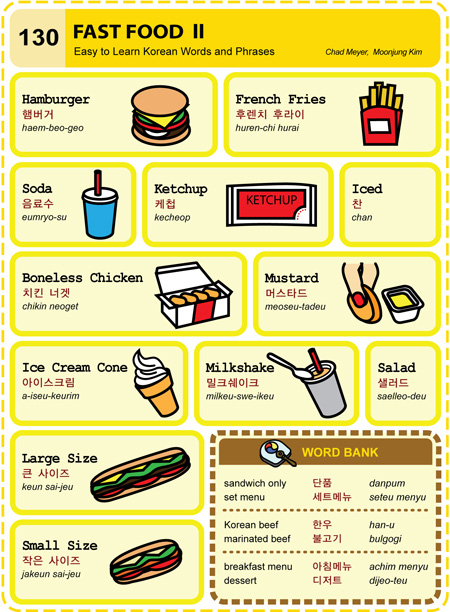 130
FAST FOOD II
Easy to Learn Korean Words and Phrases
Chad Meyer, Moonjung Kim
Hamburger
햄버거
haem-beo-geo
French Fries
후렌치 후라이
huren-chi hurai
Soda
음료수
eumryo-su
Ketchup
케첩
kecheop
KETCHUP
Iced
찬
chan
Boneless Chicken
치킨 너겟
chikin neoget
Mustard
머스타드
meoseu-tadeu
Ice Cream Cone
아이스크림
a-iseu-keurim
Milkshake
밀크쉐이크
milkeu-swe-ikeu
Salad
샐러드
saelleo-deu
Large Size
큰 사이즈
keun sai-jeu
Small Size
작은 사이즈
jakeun sai-jeu
WORD BANK
sandwich only 단품 danpum
set menu 세트메뉴 seteu menyu
Korean beef 한우 han-u
marinated beef 불고기 bulgogi
breakfast menu 아침메뉴 achim menyu
dessert 디저트 dijeo-teu